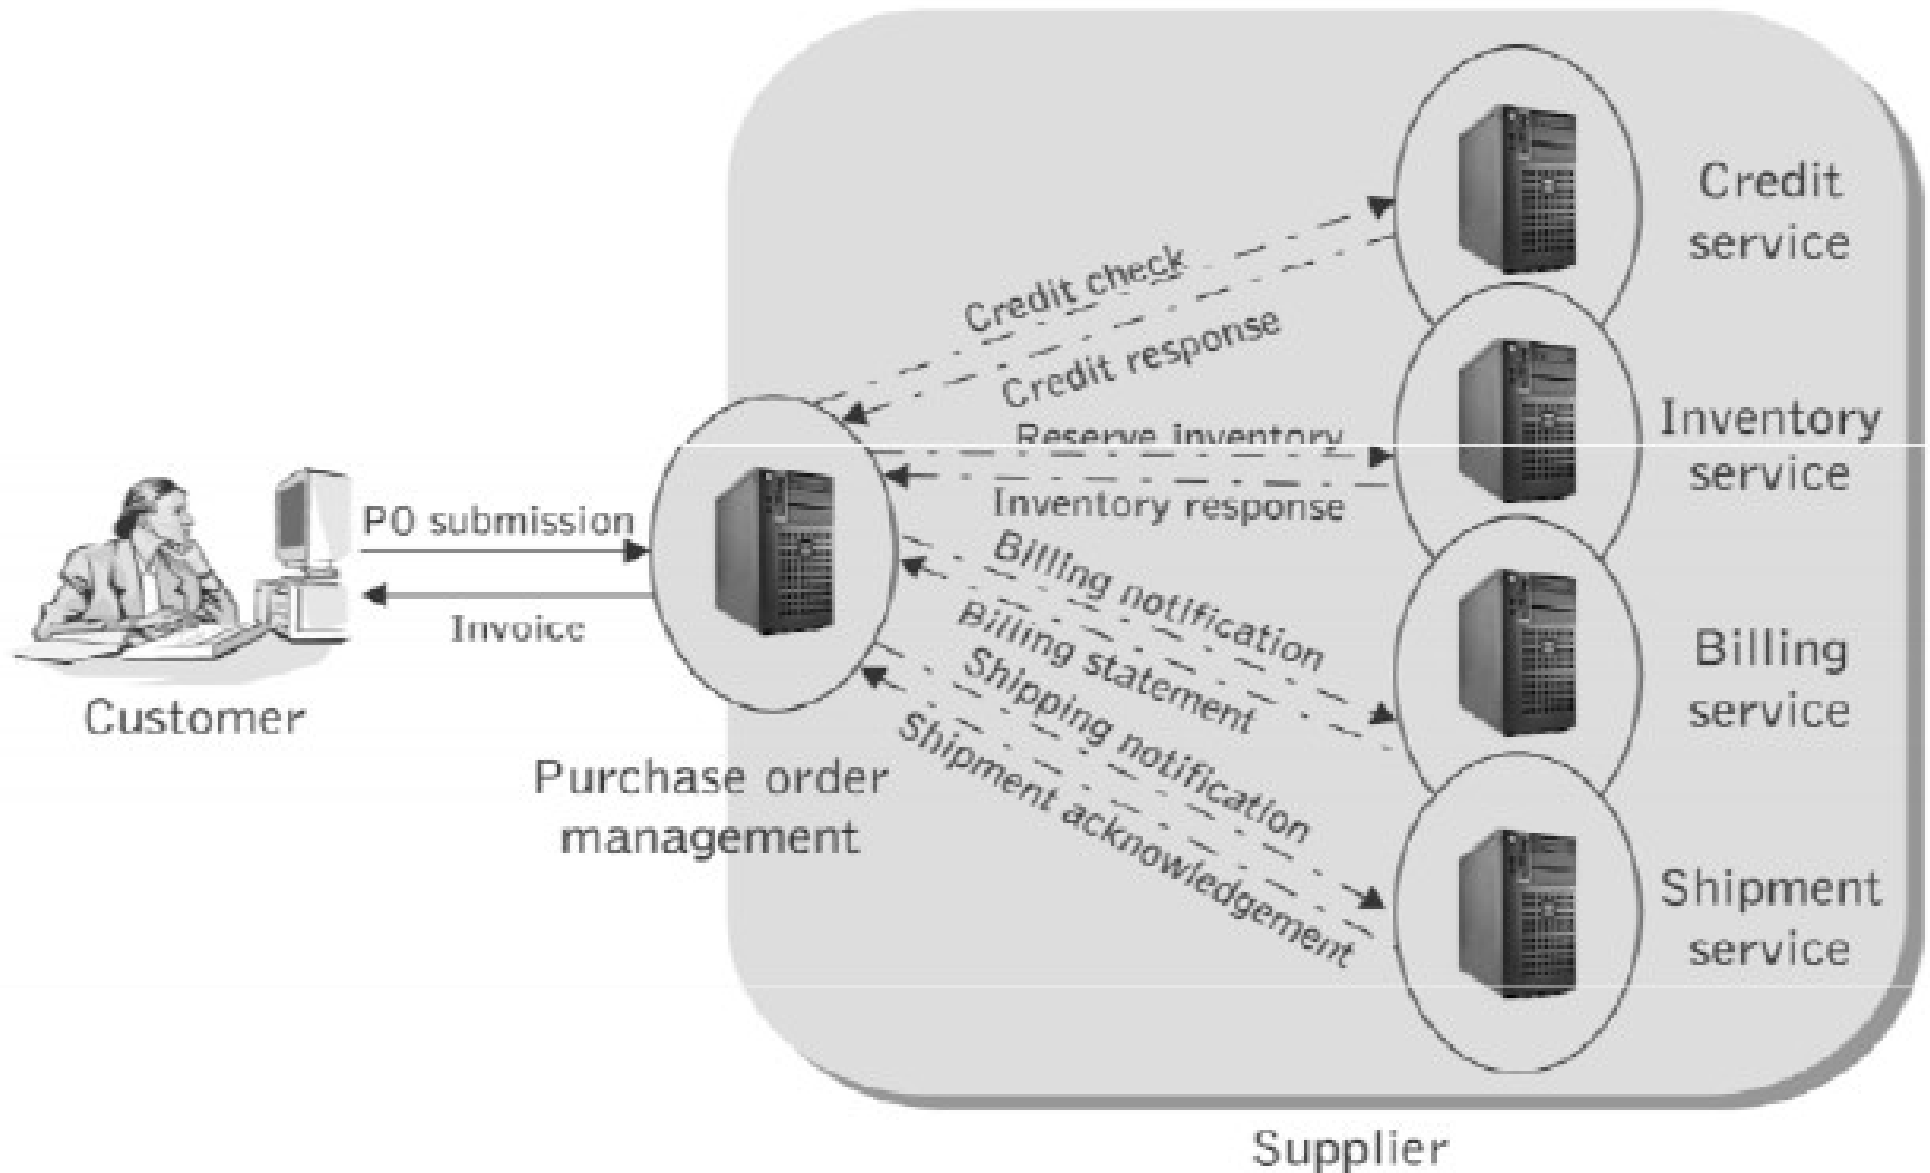 Credit
service
Credit check
Credit response
Inventory
service
Reserve inventory
Inventory response
PO submission
Invoice
Customer
Purchase order
management
Billing notification
Billing statement
Billing
service
Shipping notification
Shipment acknowledgement
Shipment
service
Supplier